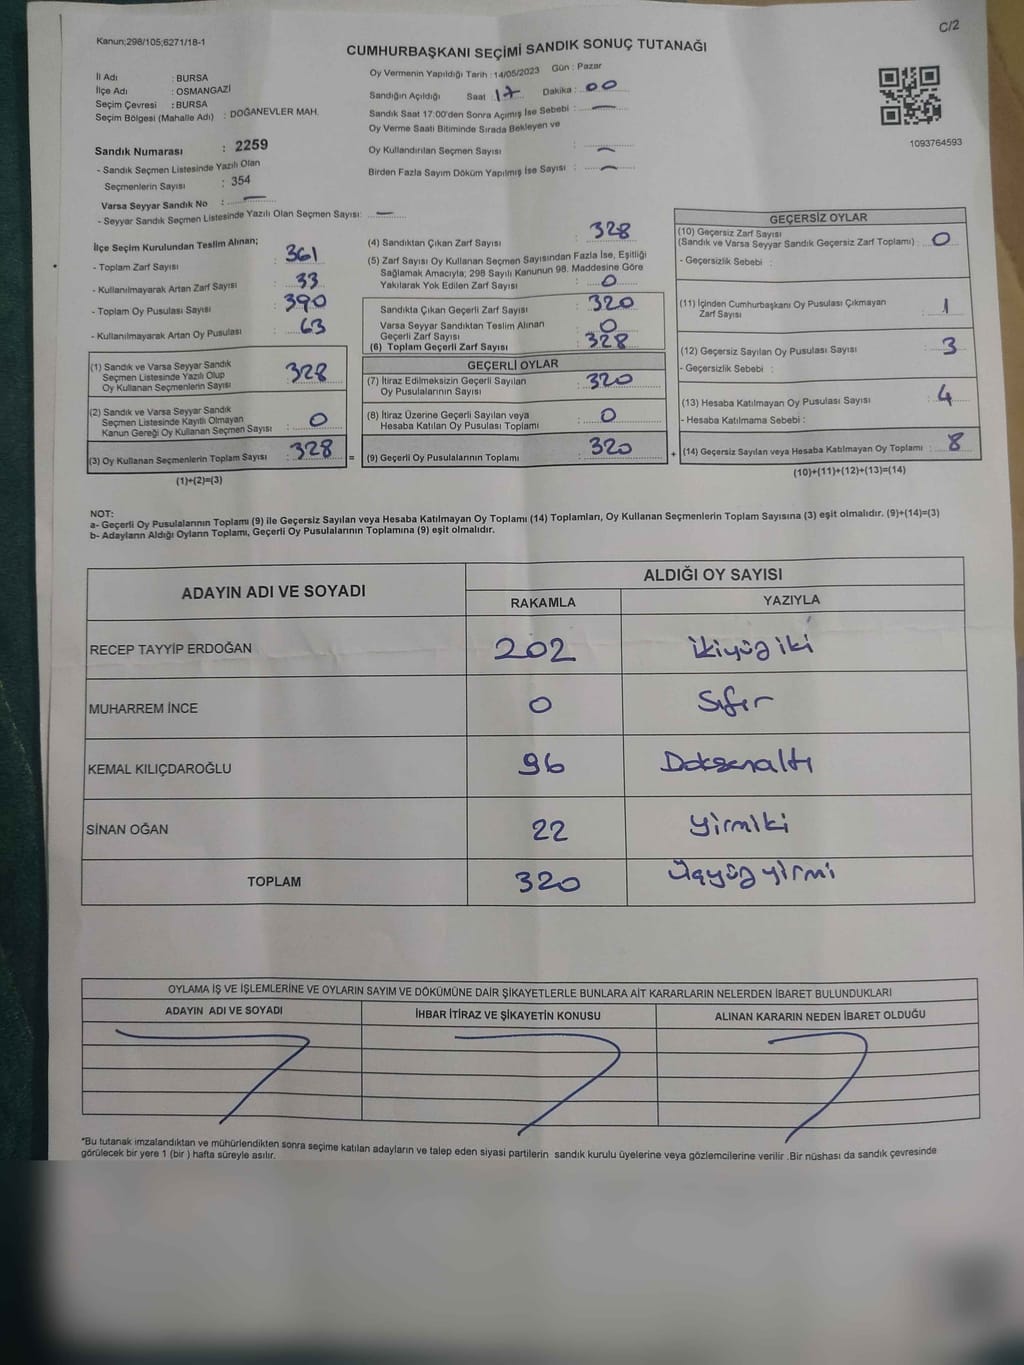 C/2
Kanun;298/105;6271/18-1
CUMHURBAŞKANI SEÇİMİ SANDIK SONUÇ TUTANAĞI
İl Adı : BURSA
İlçe Adı : OSMANGAZİ
Seçim Çevresi : BURSA
Seçim Bölgesi (Mahalle Adı) : DOĞANEVLER MAH.
Sandık Numarası : 2259
- Sandık Seçmen Listesinde Yazılı Olan
Seçmenlerin Sayısı : 354
Varsa Seyyar Sandık No : —
- Seyyar Sandık Seçmen Listesinde Yazılı Olan Seçmen Sayısı: —
Oy Vermenin Yapıldığı Tarih : 14/05/2023 Gün : Pazar
Sandığın Açıldığı Saat : 17 Dakika : 00
Sandık Saat 17:00'den Sonra Açımış İse Sebebi : —
Oy Verme Saati Bitiminde Sırada Bekleyen ve
Oy Kullandırılan Seçmen Sayısı : —
Birden Fazla Sayım Döküm Yapılmış İse Sayısı : —
1093764593
İlçe Seçim Kurulundan Teslim Alınan;
- Toplam Zarf Sayısı : 361
- Kullanılmayarak Artan Zarf Sayısı : 33
- Toplam Oy Pusulası Sayısı : 390
- Kullanılmayarak Artan Oy Pusulası : 63
(1) Sandık ve Varsa Seyyar Sandık
Seçmen Listesinde Yazılı Olup
Oy Kullanan Seçmenlerin Sayısı : 328
(2) Sandık ve Varsa Seyyar Sandık
Seçmen Listesinde Kayıtlı Olmayan
Kanun Gereği Oy Kullanan Seçmen Sayısı : 0
(3) Oy Kullanan Seçmenlerin Toplam Sayısı : 328 =
(1)+(2)=(3)
(4) Sandıktan Çıkan Zarf Sayısı : 328
(5) Zarf Sayısı Oy Kullanan Seçmen Sayısından Fazla İse, Eşitliği
Sağlamak Amacıyla; 298 Sayılı Kanunun 98. Maddesine Göre
Yakılarak Yok Edilen Zarf Sayısı : 0
Sandıkta Çıkan Geçerli Zarf Sayısı : 320
Varsa Seyyar Sandıktan Teslim Alınan
Geçerli Zarf Sayısı : 0
(6) Toplam Geçerli Zarf Sayısı : 328
GEÇERLİ OYLAR
(7) İtiraz Edilmeksizin Geçerli Sayılan
Oy Pusulalarının Sayısı : 320
(8) İtiraz Üzerine Geçerli Sayılan veya
Hesaba Katılan Oy Pusulası Toplamı : 0
(9) Geçerli Oy Pusulalarının Toplamı : 320 +
GEÇERSİZ OYLAR
(10) Geçersiz Zarf Sayısı
(Sandık ve Varsa Seyyar Sandık Geçersiz Zarf Toplamı) : 0
- Geçersizlik Sebebi :
(11) İçinden Cumhurbaşkanı Oy Pusulası Çıkmayan
Zarf Sayısı : 1
(12) Geçersiz Sayılan Oy Pusulası Sayısı : 3
- Geçersizlik Sebebi :
(13) Hesaba Katılmayan Oy Pusulası Sayısı : 4
- Hesaba Katılmama Sebebi :
(14) Geçersiz Sayılan veya Hesaba Katılmayan Oy Toplamı : 8
(10)+(11)+(12)+(13)=(14)
NOT:
a- Geçerli Oy Pusulalarının Toplamı (9) ile Geçersiz Sayılan veya Hesaba Katılmayan Oy Toplamı (14) Toplamları, Oy Kullanan Seçmenlerin Toplam Sayısına (3) eşit olmalıdır. (9)+(14)=(3)
b- Adayların Aldığı Oyların Toplamı, Geçerli Oy Pusulalarının Toplamına (9) eşit olmalıdır.
ADAYIN ADI VE SOYADI ALDIĞI OY SAYISI
RAKAMLA YAZIYLA
RECEP TAYYİP ERDOĞAN 202 ikiyüz iki
MUHARREM İNCE 0 Sıfır
KEMAL KILIÇDAROĞLU 96 Doksanaltı
SİNAN OĞAN 22 yirmiki
TOPLAM 320 Üçyüz yirmi
OYLAMA İŞ VE İŞLEMLERİNE VE OYLARIN SAYIM VE DÖKÜMÜNE DAİR ŞİKAYETLERLE BUNLARA AİT KARARLARIN NELERDEN İBARET BULUNDUKLARI
ADAYIN ADI VE SOYADI İHBAR İTİRAZ VE ŞİKAYETİN KONUSU ALINAN KARARIN NEDEN İBARET OLDUĞU
*Bu tutanak imzalandıktan ve mühürlendikten sonra seçime katılan adayların ve talep eden siyasi partilerin sandık kurulu üyelerine veya gözlemcilerine verilir .Bir nüshası da sandık çevresinde
görülecek bir yere 1 (bir ) hafta süreyle asılır.